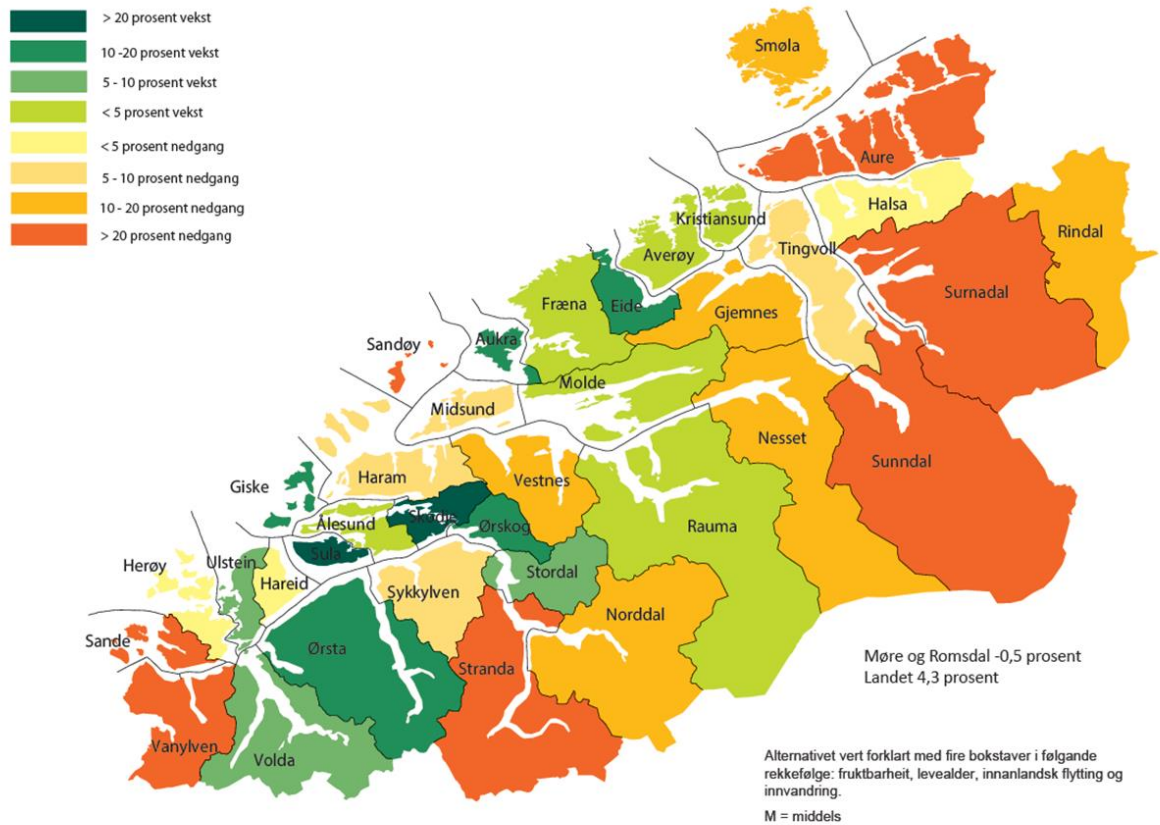 > 20 prosent vekst
10 -20 prosent vekst
5 - 10 prosent vekst
< 5 prosent vekst
< 5 prosent nedgang
5 - 10 prosent nedgang
10 - 20 prosent nedgang
> 20 prosent nedgang
Smøla
Aure
Halsa
Rindal
Kristiansund
Tingvoll
Averøy
Surnadal
Fræna
Eide
Gjemnes
Aukra
Sandøy
Molde
Midsund
Nesset
Sunndal
Haram
Vestnes
Giske
Skodje
Ålesund
Ørskog
Rauma
Sula
Herøy
Ulstein
Hareid
Stordal
Sykkylven
Norddal
Sande
Ørsta
Stranda
Vanylven
Volda
Møre og Romsdal -0,5 prosent
Landet 4,3 prosent
Alternativet vert forklart med fire bokstaver i følgande
rekkefølge: fruktbarheit, levealder, innanlandsk flytting og
innvandring.
M = middels